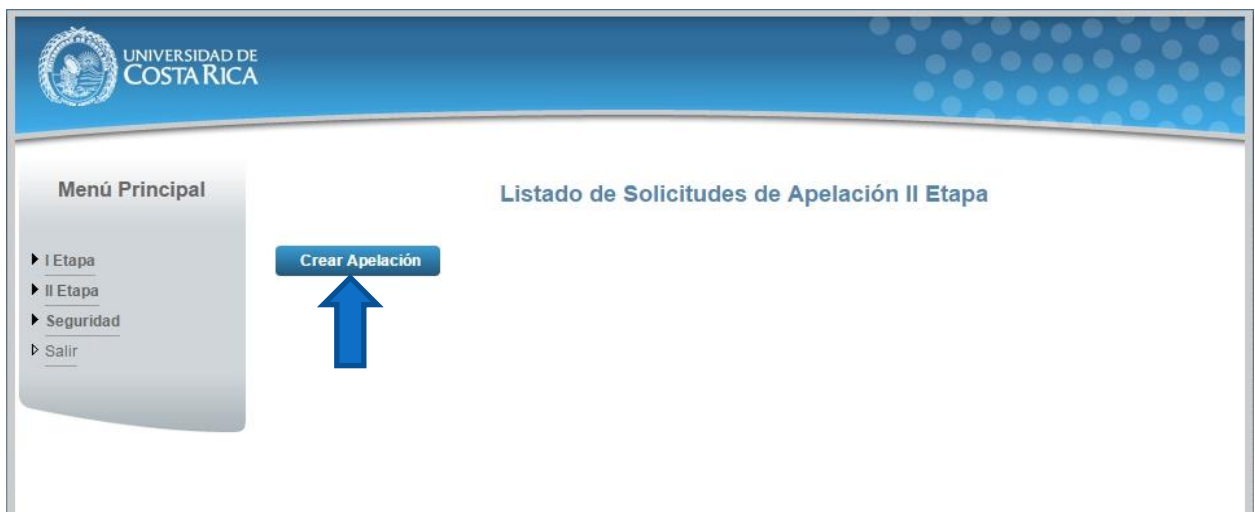 UNIVERSIDAD DE
COSTA RICA
Menú Principal
Listado de Solicitudes de Apelación II Etapa
Crear Apelación
I Etapa
II Etapa
Seguridad
Salir